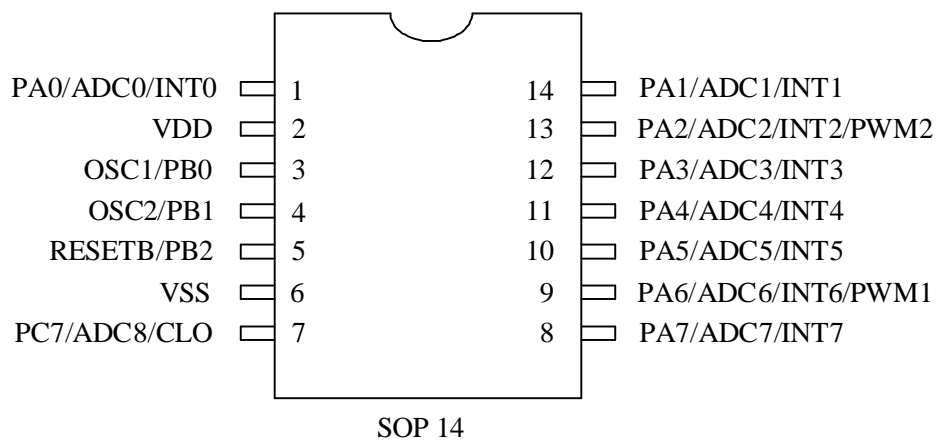 PA0/ADC0/INT0 1 14 PA1/ADC1/INT1
VDD 2 13 PA2/ADC2/INT2/PWM2
OSC1/PB0 3 12 PA3/ADC3/INT3
OSC2/PB1 4 11 PA4/ADC4/INT4
RESETB/PB2 5 10 PA5/ADC5/INT5
VSS 6 9 PA6/ADC6/INT6/PWM1
PC7/ADC8/CLO 7 8 PA7/ADC7/INT7
SOP 14